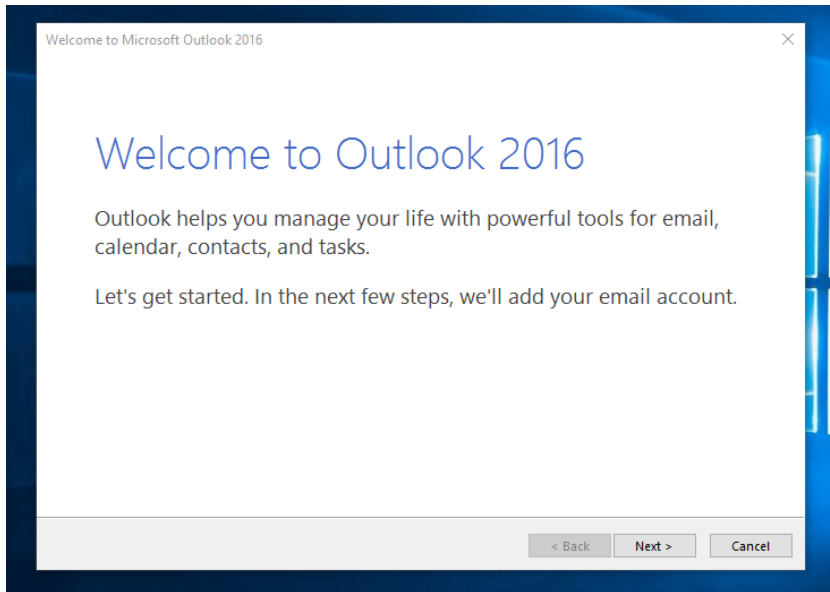 Welcome to Microsoft Outlook 2016
Welcome to Outlook 2016
Outlook helps you manage your life with powerful tools for email,
calendar, contacts, and tasks.
Let's get started. In the next few steps, we'll add your email account.
< Back Next > Cancel